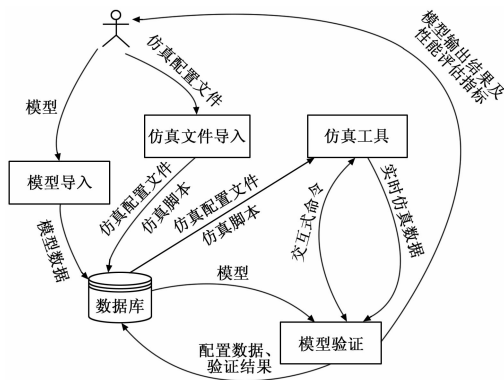 模型
仿真配置文件
模型输出结果及
性能评估指标
仿真文件导入
仿真工具
模型导入
仿真配置文件
仿真脚本
仿真配置文件
仿真脚本
交互式命令
实时仿真数据
模型数据
数据库
模型
模型验证
配置数据、
验证结果